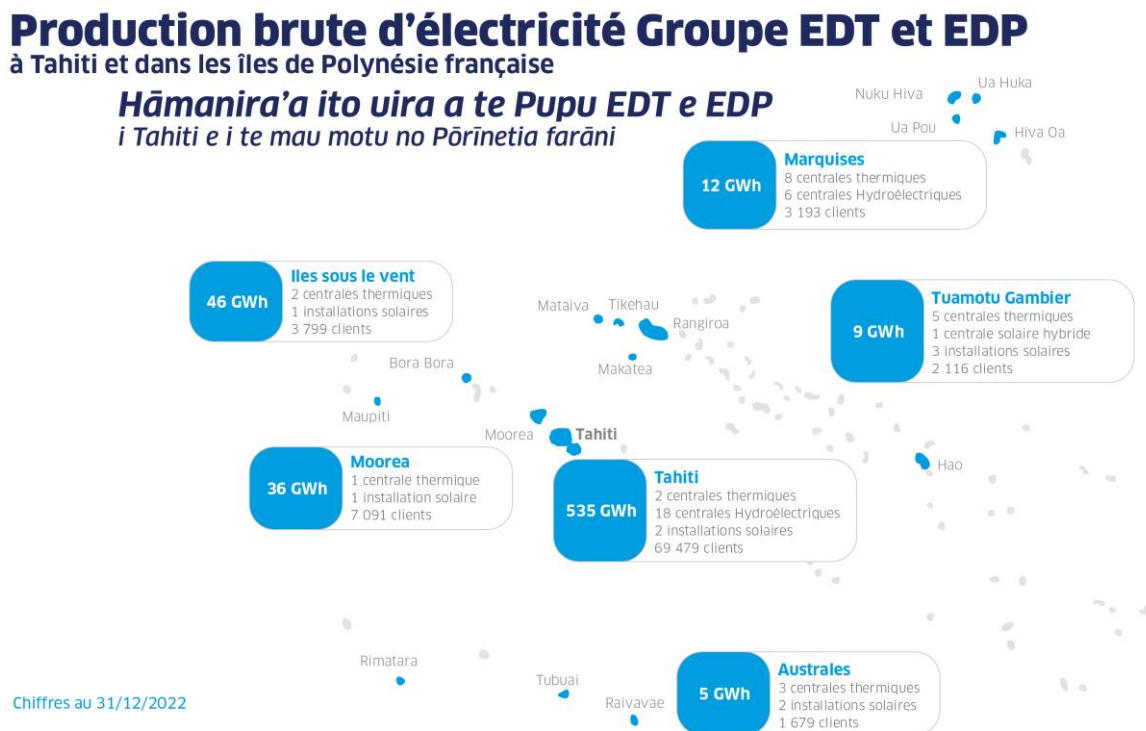 Production brute d’électricité Groupe EDT et EDP
à Tahiti et dans les îles de Polynésie française
Hāmanira’a ito uira a te Pupu EDT e EDP
i Tahiti e i te mau motu no Pōrīnetia farāni
Ua Huka
Nuku Hiva
Ua Pou
Hiva Oa
12 GWh
Marquises
8 centrales thermiques
6 centrales Hydroélectriques
3 193 clients
46 GWh
Iles sous le vent
2 centrales thermiques
1 installations solaires
3 799 clients
Mataiva
Tikehau
Rangiroa
Makatea
9 GWh
Tuamotu Gambier
5 centrales thermiques
1 centrale solaire hybride
3 installations solaires
2 116 clients
Bora Bora
Maupiti
Moorea
Tahiti
Hao
36 GWh
Moorea
1 centrale thermique
1 installation solaire
7 091 clients
535 GWh
Tahiti
2 centrales thermiques
18 centrales Hydroélectriques
2 installations solaires
69 479 clients
Rimatara
Tubuai
Raivavae
5 GWh
Australes
3 centrales thermiques
2 installations solaires
1 679 clients
Chiffres au 31/12/2022